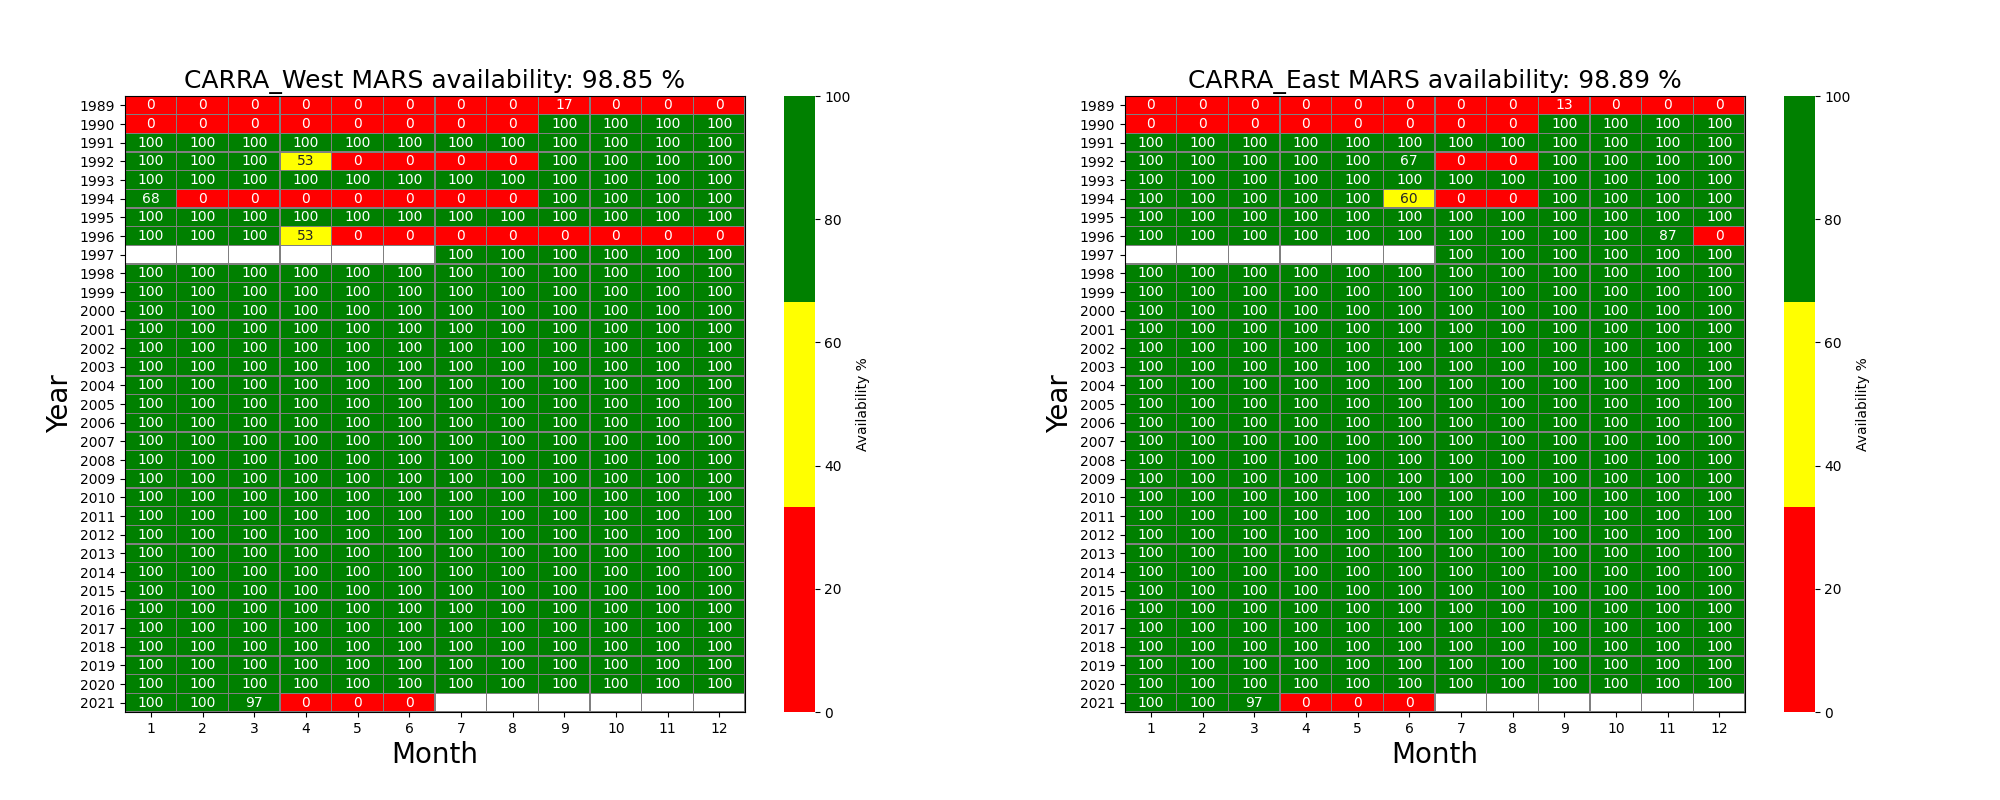 CARRA_West MARS availability: 98.85 %
1989 0 0 0 0 0 0 0 0 17 0 0 0
1990 0 0 0 0 0 0 0 0 100 100 100 100
1991 100 100 100 100 100 100 100 100 100 100 100 100
1992 100 100 100 53 0 0 0 0 100 100 100 100
1993 100 100 100 100 100 100 100 100 100 100 100 100
1994 68 0 0 0 0 0 0 0 100 100 100 100
1995 100 100 100 100 100 100 100 100 100 100 100 100
1996 100 100 100 53 0 0 0 0 0 0 0 0
1997 100 100 100 100 100 100
1998 100 100 100 100 100 100 100 100 100 100 100 100
1999 100 100 100 100 100 100 100 100 100 100 100 100
2000 100 100 100 100 100 100 100 100 100 100 100 100
2001 100 100 100 100 100 100 100 100 100 100 100 100
2002 100 100 100 100 100 100 100 100 100 100 100 100
2003 100 100 100 100 100 100 100 100 100 100 100 100
2004 100 100 100 100 100 100 100 100 100 100 100 100
2005 100 100 100 100 100 100 100 100 100 100 100 100
2006 100 100 100 100 100 100 100 100 100 100 100 100
2007 100 100 100 100 100 100 100 100 100 100 100 100
2008 100 100 100 100 100 100 100 100 100 100 100 100
2009 100 100 100 100 100 100 100 100 100 100 100 100
2010 100 100 100 100 100 100 100 100 100 100 100 100
2011 100 100 100 100 100 100 100 100 100 100 100 100
2012 100 100 100 100 100 100 100 100 100 100 100 100
2013 100 100 100 100 100 100 100 100 100 100 100 100
2014 100 100 100 100 100 100 100 100 100 100 100 100
2015 100 100 100 100 100 100 100 100 100 100 100 100
2016 100 100 100 100 100 100 100 100 100 100 100 100
2017 100 100 100 100 100 100 100 100 100 100 100 100
2018 100 100 100 100 100 100 100 100 100 100 100 100
2019 100 100 100 100 100 100 100 100 100 100 100 100
2020 100 100 100 100 100 100 100 100 100 100 100 100
2021 100 100 97 0 0 0
1 2 3 4 5 6 7 8 9 10 11 12
Month
Year
100
80
60
40
20
0
Availability %
CARRA_East MARS availability: 98.89 %
1989 0 0 0 0 0 0 0 0 13 0 0 0
1990 0 0 0 0 0 0 0 0 100 100 100 100
1991 100 100 100 100 100 100 100 100 100 100 100 100
1992 100 100 100 100 100 67 0 0 100 100 100 100
1993 100 100 100 100 100 100 100 100 100 100 100 100
1994 100 100 100 100 100 60 0 0 100 100 100 100
1995 100 100 100 100 100 100 100 100 100 100 100 100
1996 100 100 100 100 100 100 100 100 100 100 87 0
1997 100 100 100 100 100 100
1998 100 100 100 100 100 100 100 100 100 100 100 100
1999 100 100 100 100 100 100 100 100 100 100 100 100
2000 100 100 100 100 100 100 100 100 100 100 100 100
2001 100 100 100 100 100 100 100 100 100 100 100 100
2002 100 100 100 100 100 100 100 100 100 100 100 100
2003 100 100 100 100 100 100 100 100 100 100 100 100
2004 100 100 100 100 100 100 100 100 100 100 100 100
2005 100 100 100 100 100 100 100 100 100 100 100 100
2006 100 100 100 100 100 100 100 100 100 100 100 100
2007 100 100 100 100 100 100 100 100 100 100 100 100
2008 100 100 100 100 100 100 100 100 100 100 100 100
2009 100 100 100 100 100 100 100 100 100 100 100 100
2010 100 100 100 100 100 100 100 100 100 100 100 100
2011 100 100 100 100 100 100 100 100 100 100 100 100
2012 100 100 100 100 100 100 100 100 100 100 100 100
2013 100 100 100 100 100 100 100 100 100 100 100 100
2014 100 100 100 100 100 100 100 100 100 100 100 100
2015 100 100 100 100 100 100 100 100 100 100 100 100
2016 100 100 100 100 100 100 100 100 100 100 100 100
2017 100 100 100 100 100 100 100 100 100 100 100 100
2018 100 100 100 100 100 100 100 100 100 100 100 100
2019 100 100 100 100 100 100 100 100 100 100 100 100
2020 100 100 100 100 100 100 100 100 100 100 100 100
2021 100 100 97 0 0 0
1 2 3 4 5 6 7 8 9 10 11 12
Month
Year
100
80
60
40
20
0
Availability %